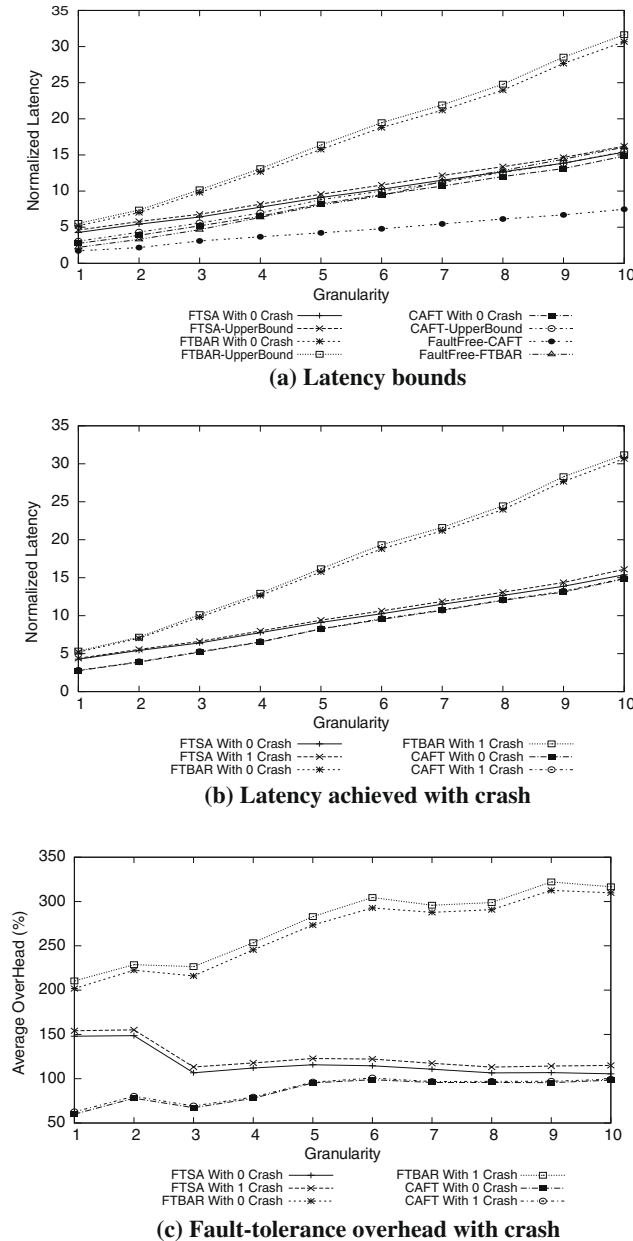 35
30
25
20
15
10
5
0
Normalized Latency
1 2 3 4 5 6 7 8 9 10
Granularity
FTSA With 0 Crash
FTSA-UpperBound
FTBAR With 0 Crash
FTBAR-UpperBound
CAFT With 0 Crash
CAFT-UpperBound
FaultFree-CAFT
FaultFree-FTBAR
(a) Latency bounds
35
30
25
20
15
10
5
0
Normalized Latency
1 2 3 4 5 6 7 8 9 10
Granularity
FTSA With 0 Crash
FTSA With 1 Crash
FTBAR With 0 Crash
FTBAR With 1 Crash
CAFT With 0 Crash
CAFT With 1 Crash
(b) Latency achieved with crash
350
300
250
200
150
100
50
Average OverHead (%)
1 2 3 4 5 6 7 8 9 10
Granularity
FTSA With 0 Crash
FTSA With 1 Crash
FTBAR With 0 Crash
FTBAR With 1 Crash
CAFT With 0 Crash
CAFT With 1 Crash
(c) Fault-tolerance overhead with crash